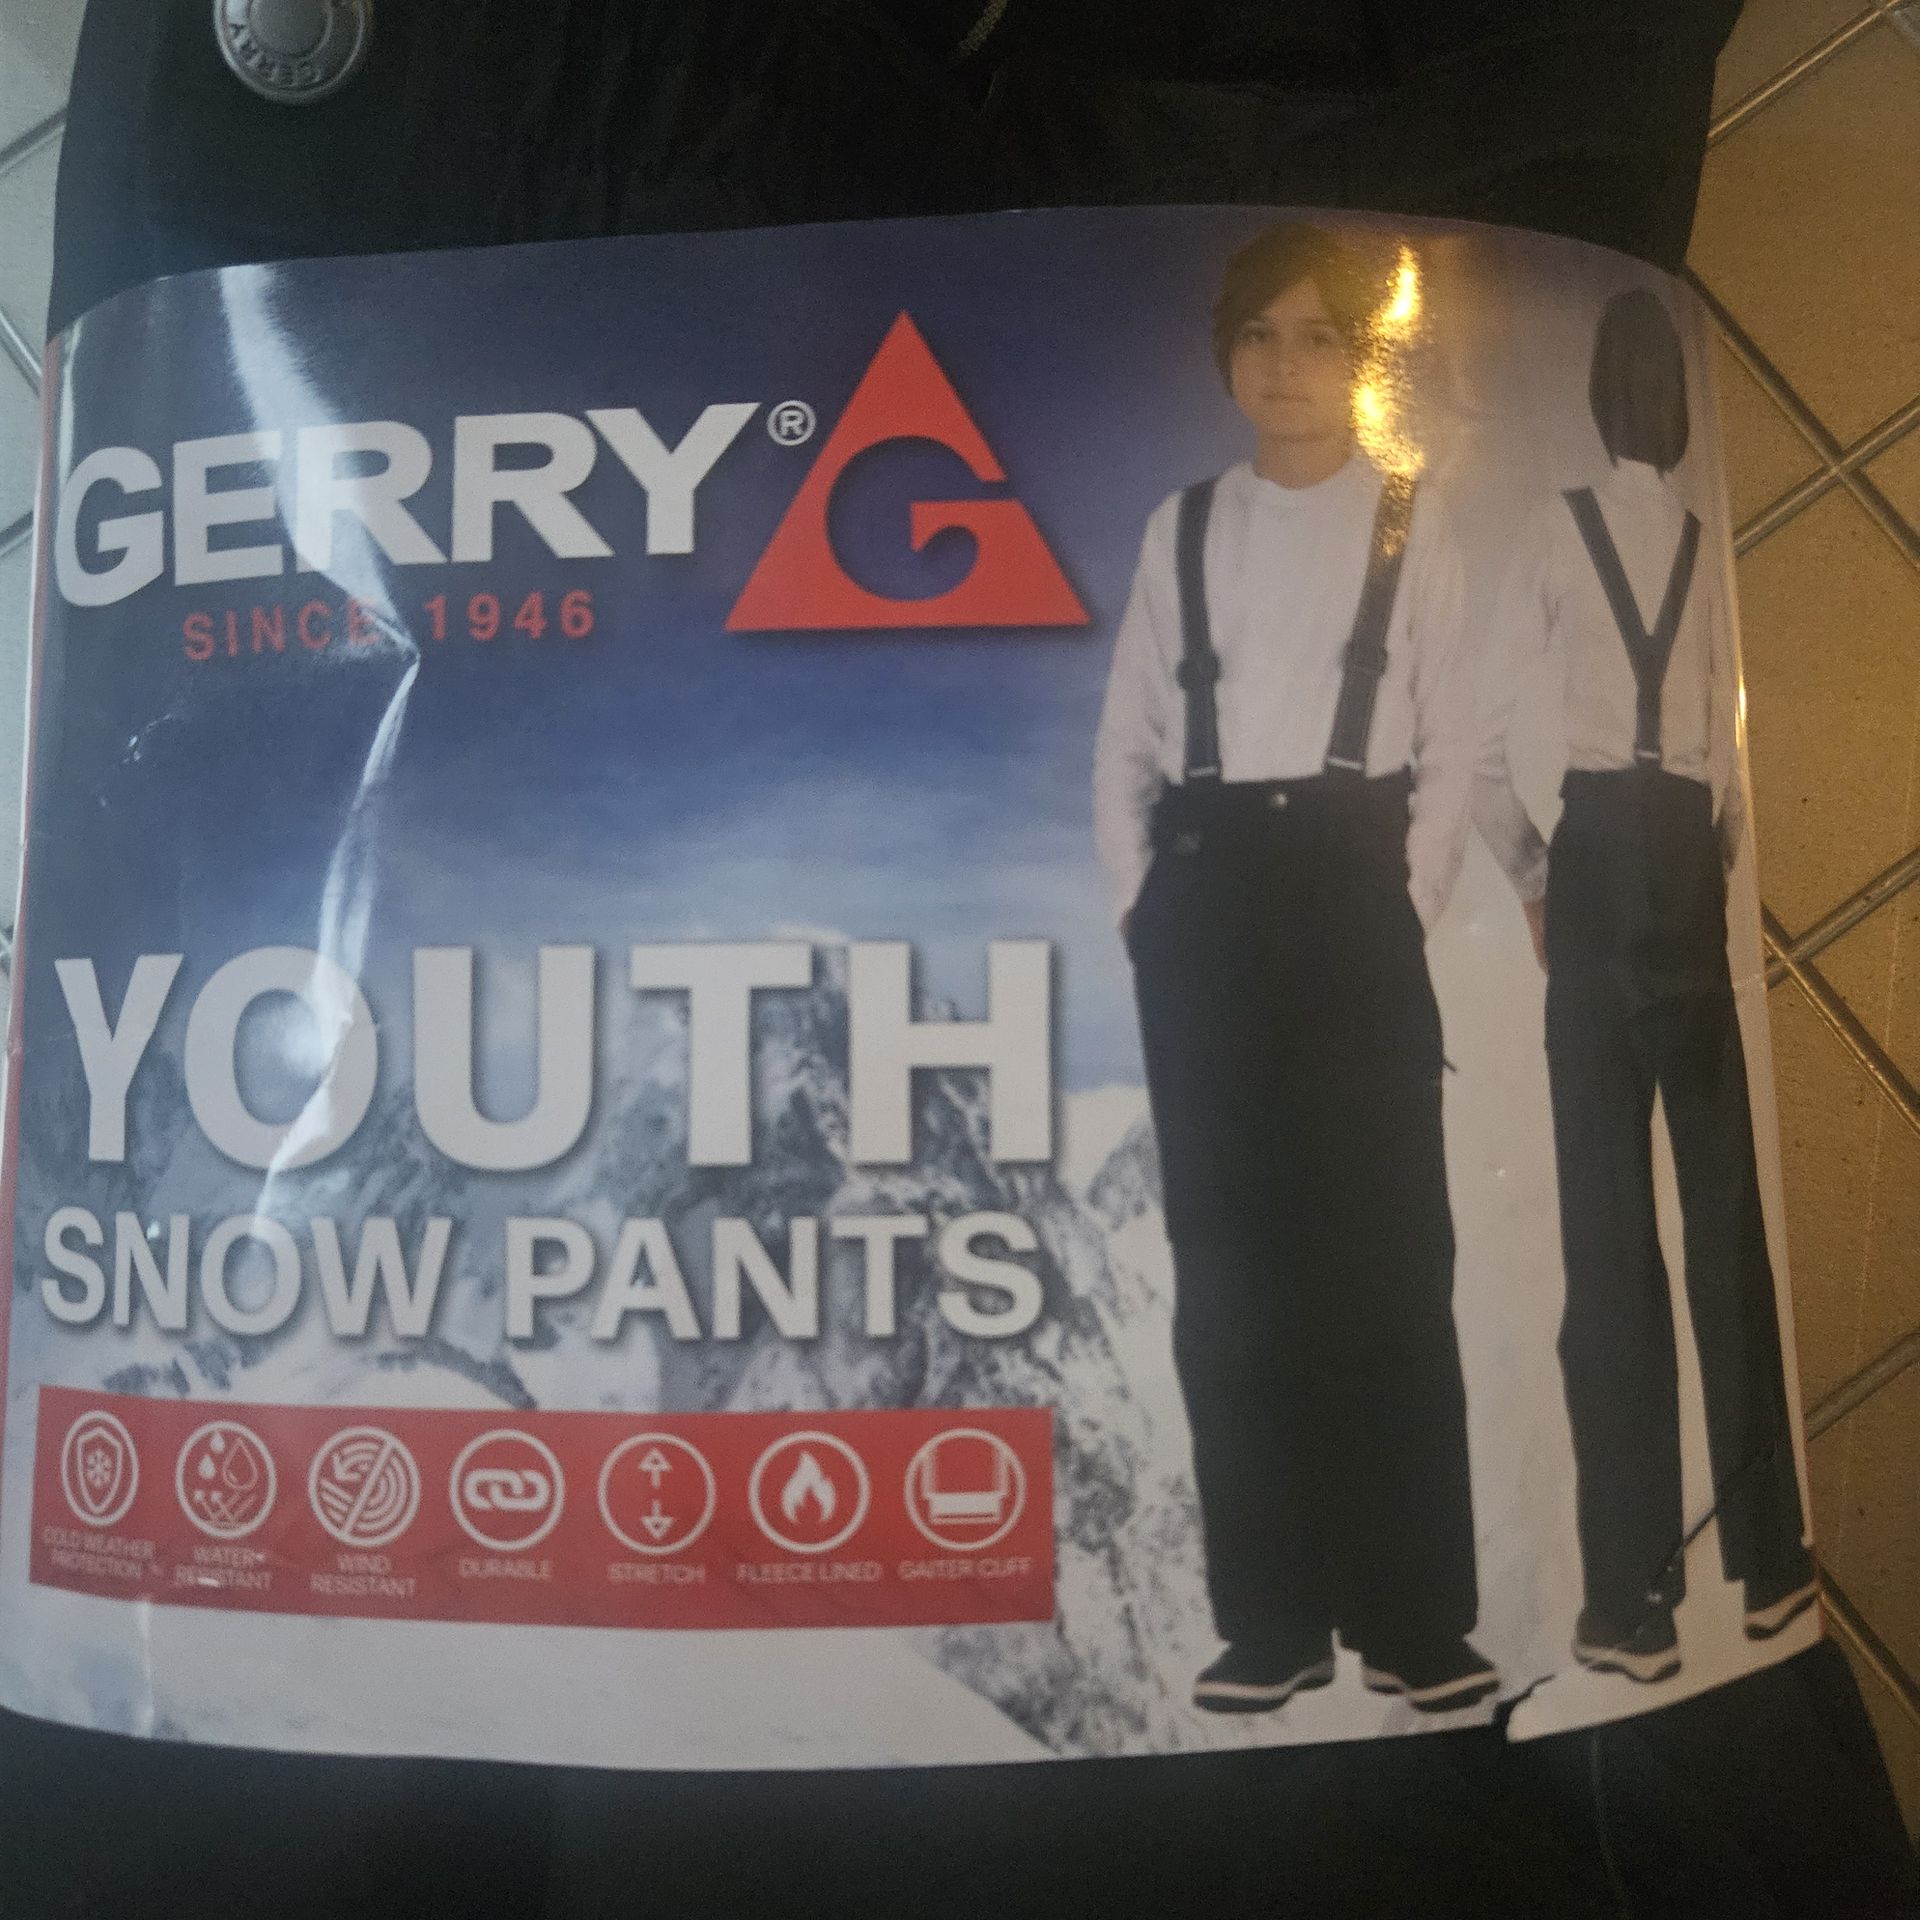 GERRY
GERRY®
SINCE 1946
YOUTH
SNOW PANTS
COLD WEATHER
PROTECTION
WATER-
RESISTANT
WIND
RESISTANT
DURABLE
STRETCH
FLEECE LINED
GAITER CUFF